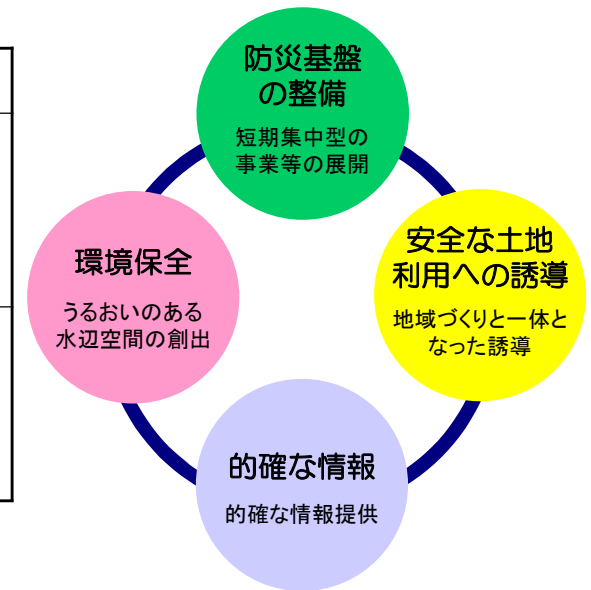 防災基盤
の整備
短期集中型の
事業等の展開
環境保全
うるおいのある
水辺空間の創出
安全な土地
利用への誘導
地域づくりと一体と
なった誘導
的確な情報
的確な情報提供